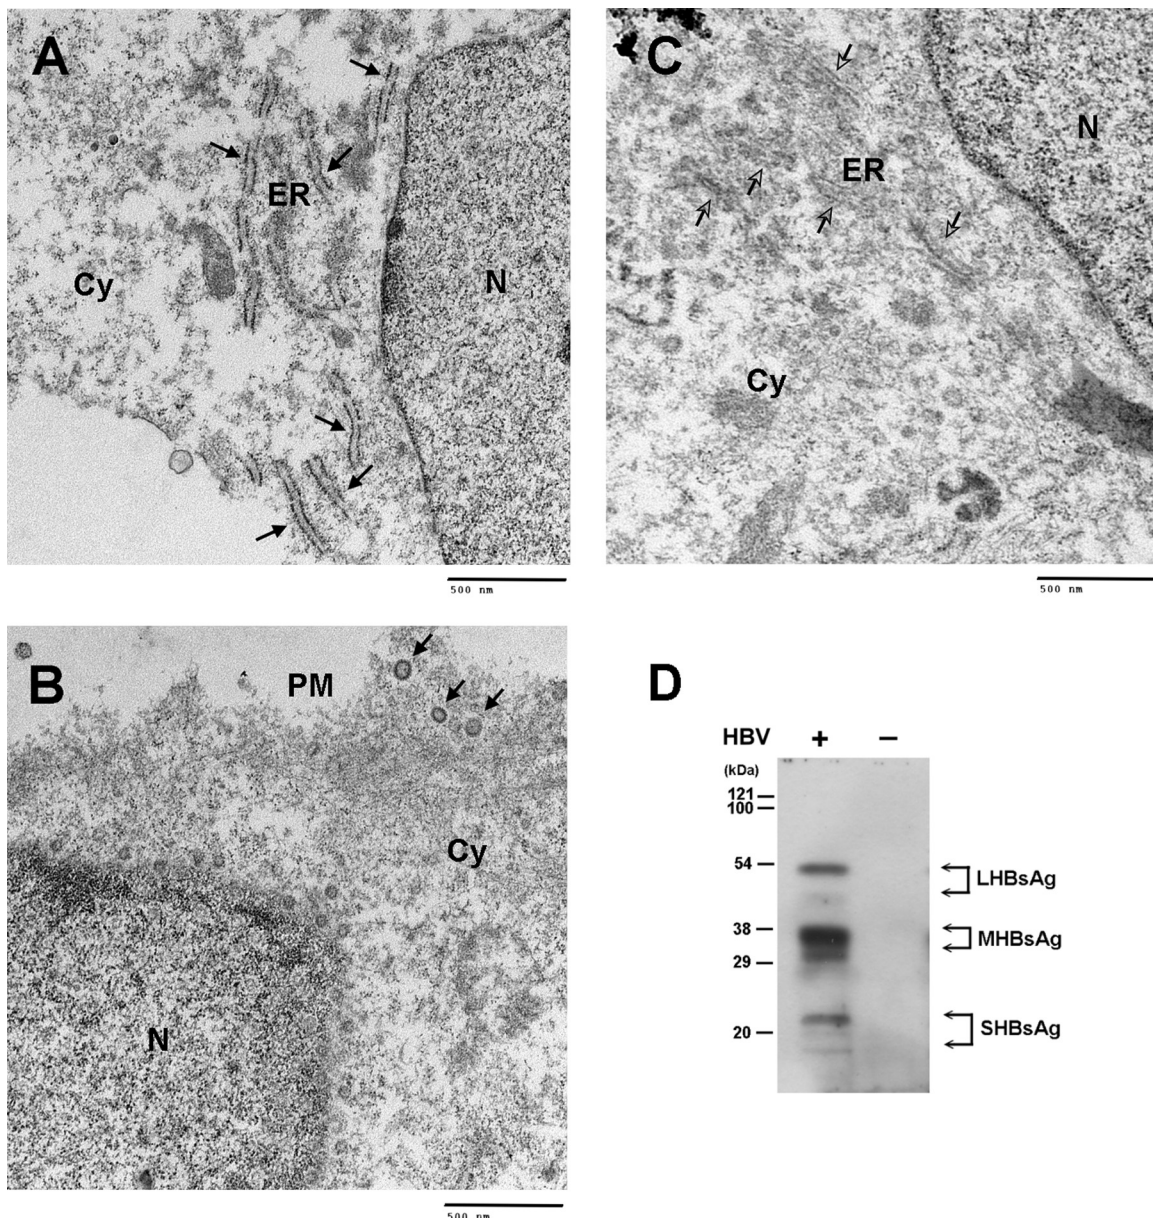 A
ER
Cy
N
500 nm
C
N
ER
Cy
500 nm
B
PM
Cy
N
500 nm
D
HBV + −
(kDa)
121
100
54
LHBsAg
38
MHBsAg
29
SHBsAg
20